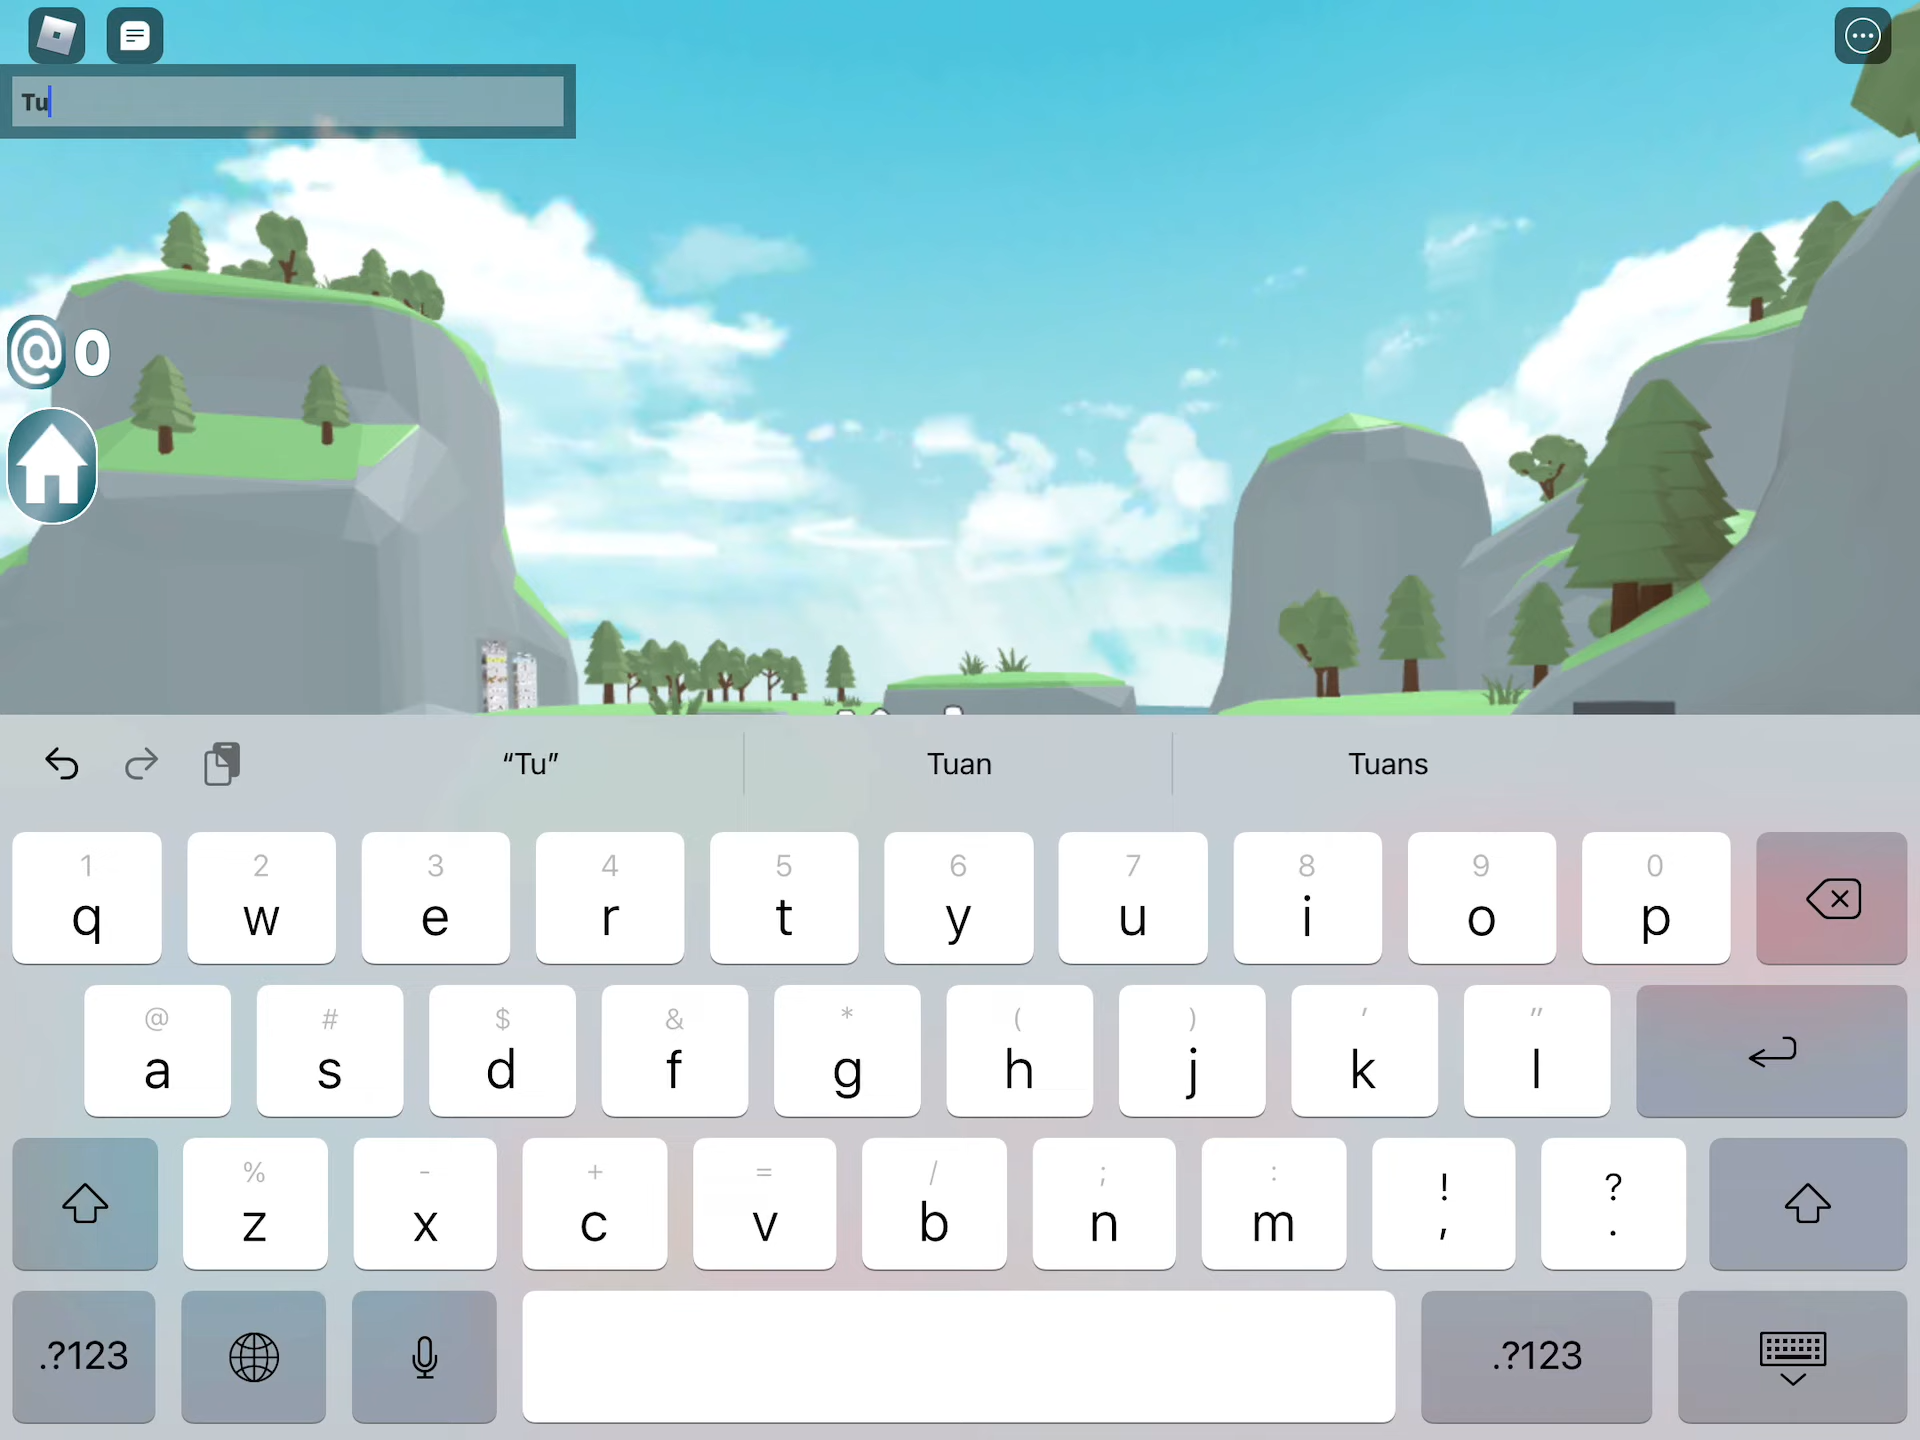 Tu
@ 0
“Tu” Tuan Tuans
1 2 3 4 5 6 7 8 9 0
q w e r t y u i o p
@ # $ & * ( ) ' "
a s d f g h j k l
% - + = / ; : ! ?
z x c v b n m , .
.?123 .?123